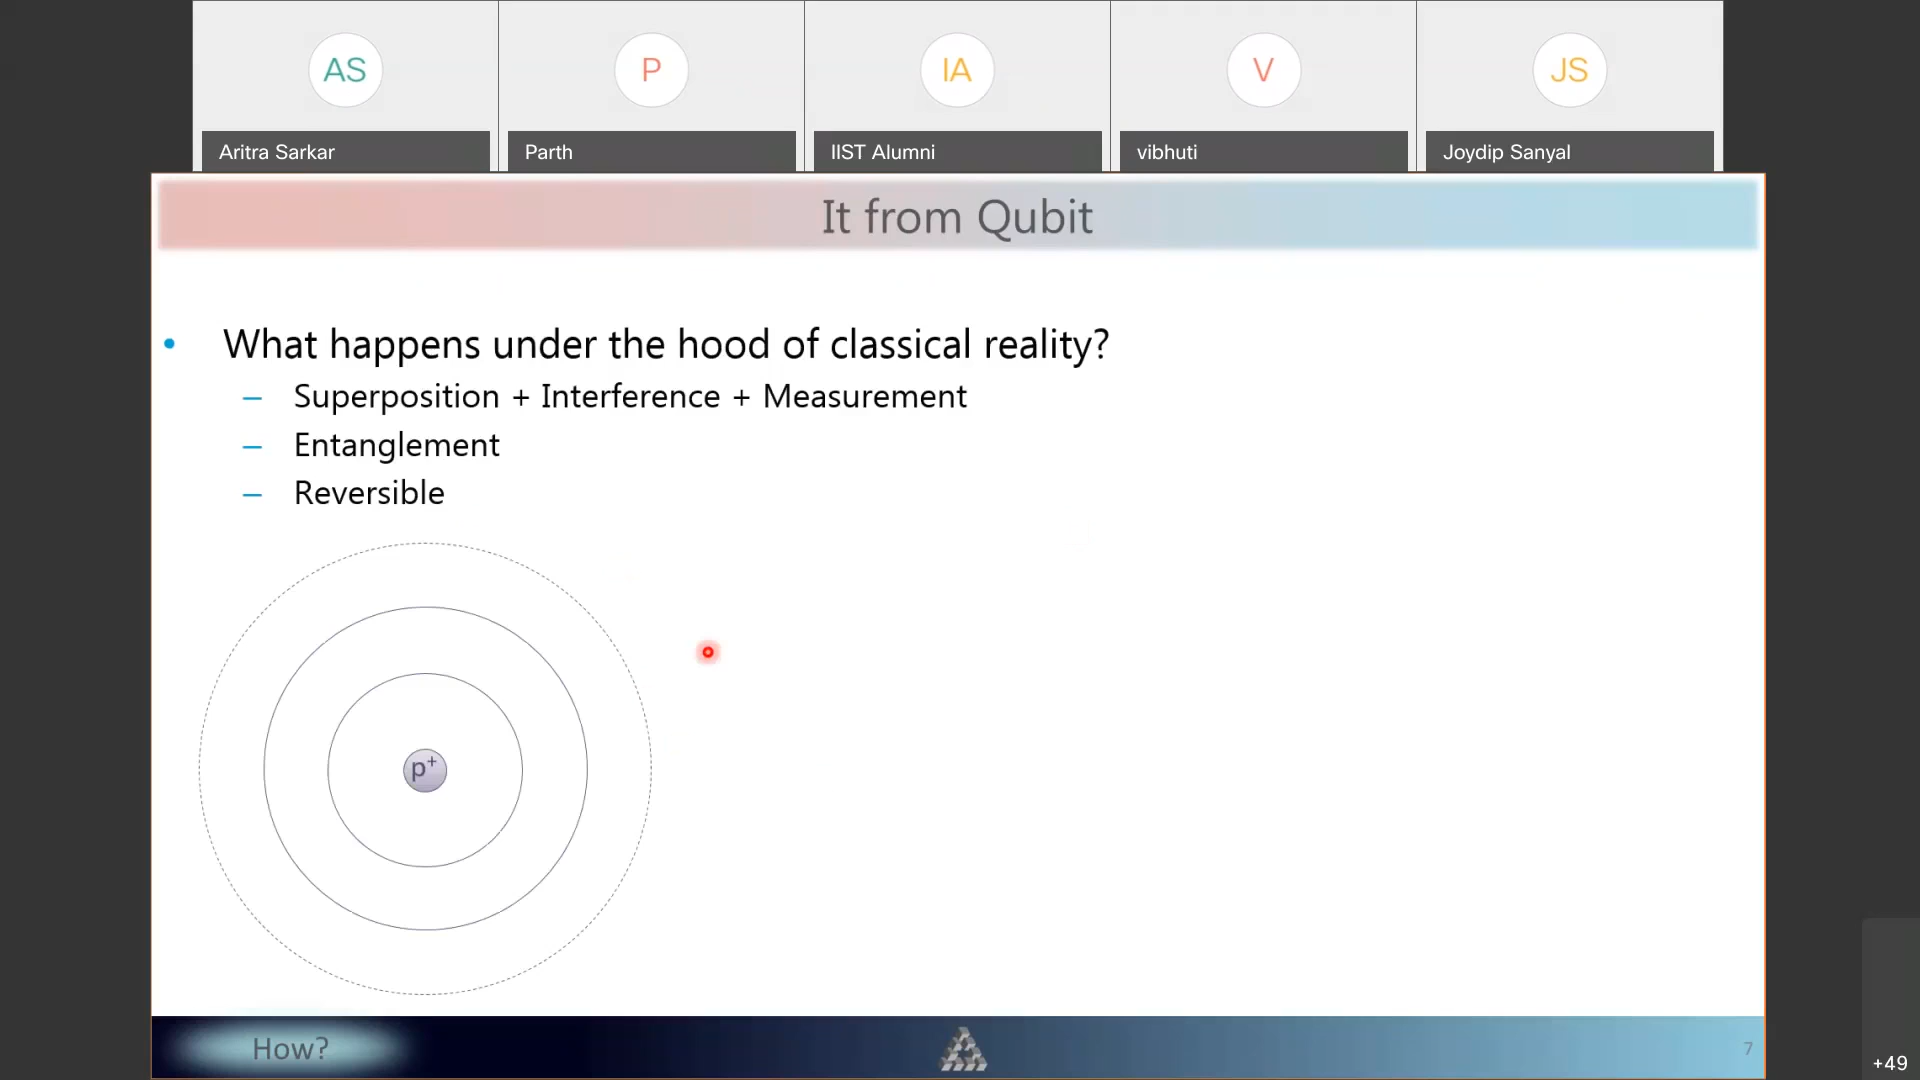 AS
P
IA
V
JS
Aritra Sarkar
Parth
IIST Alumni
vibhuti
Joydip Sanyal
It from Qubit
• What happens under the hood of classical reality?
– Superposition + Interference + Measurement
– Entanglement
– Reversible
p⁺
How?
7
+49